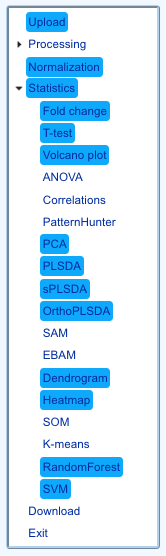 Upload
Processing
Normalization
Statistics
Fold change
T-test
Volcano plot
ANOVA
Correlations
PatternHunter
PCA
PLSDA
sPLSDA
OrthoPLSDA
SAM
EBAM
Dendrogram
Heatmap
SOM
K-means
RandomForest
SVM
Download
Exit